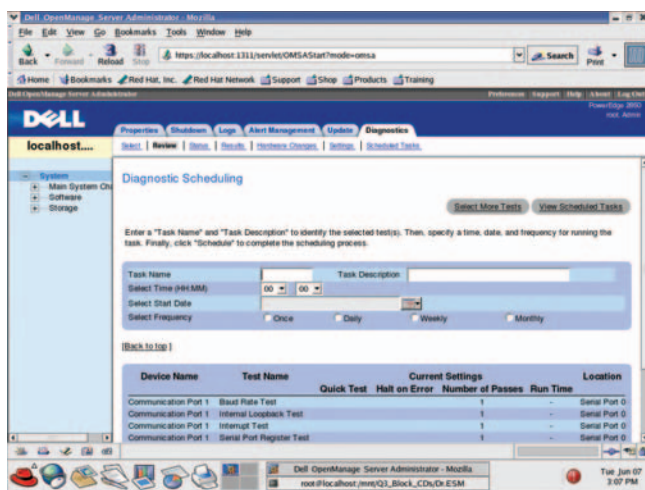 Dell OpenManage Server Administrator - Mozilla
File Edit View Go Bookmarks Tools Window Help
Back Forward Reload Stop https://localhost:1311/servlet/OMSAStart?mode=omsa Search Print
Home Bookmarks Red Hat, Inc. Red Hat Network Support Shop Products Training
Dell OpenManage Server Administrator Preferences Support Help About Log Out
DELL
root, Admin
localhost....
Properties Shutdown Logs Alert Management Update Diagnostics
Select Review Status Results Hardware Changes Settings Scheduled Tasks
System
Main System Ch
Software
Storage
Diagnostic Scheduling
Select More Tests View Scheduled Tasks
Enter a "Task Name" and "Task Description" to identify the selected test(s). Then, specify a time, date, and frequency for running the
task. Finally, click "Schedule" to complete the scheduling process.
Task Name Task Description
Select Time (HH:MM) 00 : 00
Select Start Date
Select Frequency Once Daily Weekly Monthly
[Back to top]
Device Name Test Name Current Settings Location
Quick Test Halt on Error Number of Passes Run Time
Communication Port 1 Baud Rate Test 1 - Serial Port 0
Communication Port 1 Internal Loopback Test 1 - Serial Port 0
Communication Port 1 Interrupt Test 1 - Serial Port 0
Communication Port 1 Serial Port Register Test 1 - Serial Port 0
Dell OpenManage Server Administrator - Mozilla
root@localhost:/mnt/Q3_Block_CDs/Dr.ESM
Tue Jun 07
3:07 PM